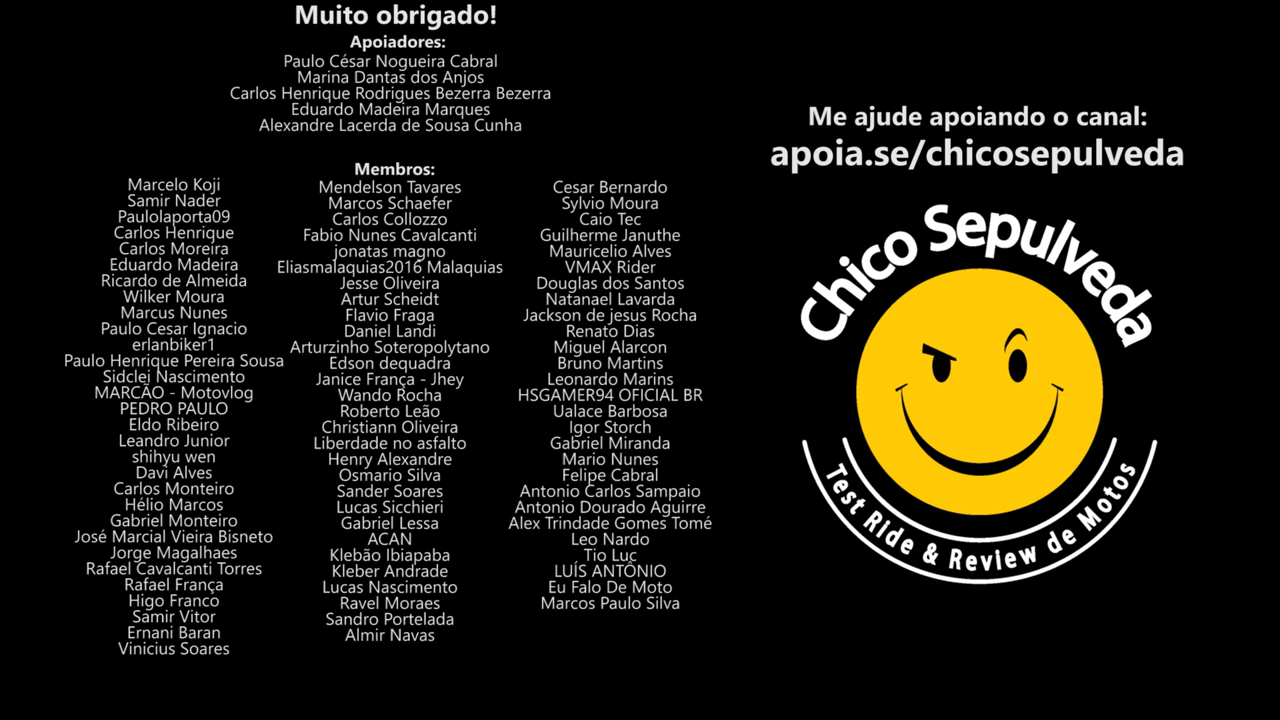 Muito obrigado!
Apoiadores:
Paulo César Nogueira Cabral
Marina Dantas dos Anjos
Carlos Henrique Rodrigues Bezerra Bezerra
Eduardo Madeira Marques
Alexandre Lacerda de Sousa Cunha
Membros:
Marcelo Koji
Samir Nader
Paulolaporta09
Carlos Henrique
Carlos Moreira
Eduardo Madeira
Ricardo de Almeida
Wilker Moura
Marcus Nunes
Paulo Cesar Ignacio
erlanbiker1
Paulo Henrique Pereira Sousa
Sidclei Nascimento
MARCÃO - Motovlog
PEDRO PAULO
Eldo Ribeiro
Leandro Junior
shihyu wen
Davi Alves
Carlos Monteiro
Hélio Marcos
Gabriel Monteiro
José Marcial Vieira Bisneto
Jorge Magalhaes
Rafael Cavalcanti Torres
Rafael França
Higo Franco
Samir Vitor
Ernani Baran
Vinicius Soares
Mendelson Tavares
Marcos Schaefer
Carlos Collozzo
Fabio Nunes Cavalcanti
jonatas magno
Eliasmalaquias2016 Malaquias
Jesse Oliveira
Artur Scheidt
Flavio Fraga
Daniel Landi
Arturzinho Soteropolytano
Edson dequadra
Janice França - Jhey
Wando Rocha
Roberto Leão
Christiann Oliveira
Liberdade no asfalto
Henry Alexandre
Osmario Silva
Sander Soares
Lucas Sicchieri
Gabriel Lessa
ACAN
Klebão Ibiapaba
Kleber Andrade
Lucas Nascimento
Ravel Moraes
Sandro Portelada
Almir Navas
Cesar Bernardo
Sylvio Moura
Caio Tec
Guilherme Januthe
Mauricelio Alves
VMAX Rider
Douglas dos Santos
Natanael Lavarda
Jackson de jesus Rocha
Renato Dias
Miguel Alarcon
Bruno Martins
Leonardo Marins
HSGAMER94 OFICIAL BR
Ualace Barbosa
Igor Storch
Gabriel Miranda
Mario Nunes
Felipe Cabral
Antonio Carlos Sampaio
Antonio Dourado Aguirre
Alex Trindade Gomes Tomé
Leo Nardo
Tio Luc
LUÍS ANTÔNIO
Eu Falo De Moto
Marcos Paulo Silva
Me ajude apoiando o canal:
apoia.se/chicosepulveda
Chico Sepulveda
Test Ride & Review de Motos